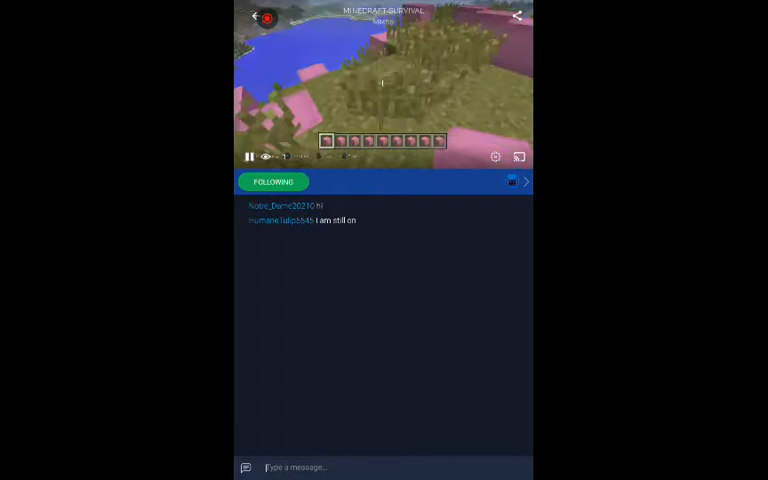 MINECRAFT-SURVIVAL
FOLLOWING
Notre_Dame20210 hi
HumaneTulip5545 I am still on
Type a message...